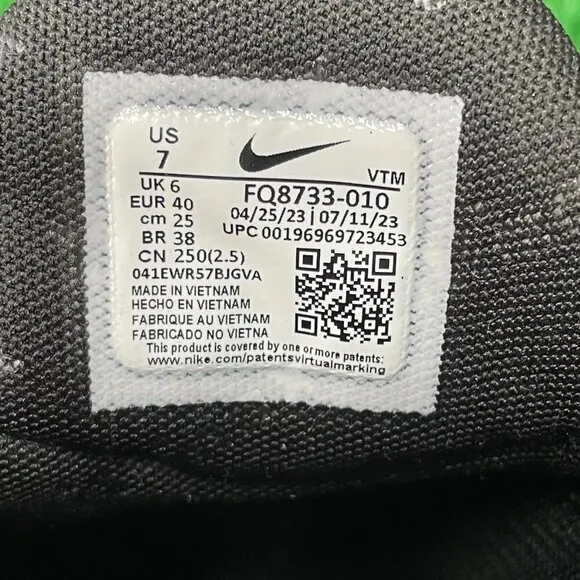 US
7
VTM
UK 6
EUR 40
cm 25
BR 38
CN 250(2.5)
FQ8733-010
04/25/23 | 07/11/23
UPC 00196969723453
041EWR57BJGVA
MADE IN VIETNAM
HECHO EN VIETNAM
FABRIQUE AU VIETNAM
FABRICADO NO VIETNA
This product is covered by one or more patents:
www.nike.com/patentsvirtualmarking